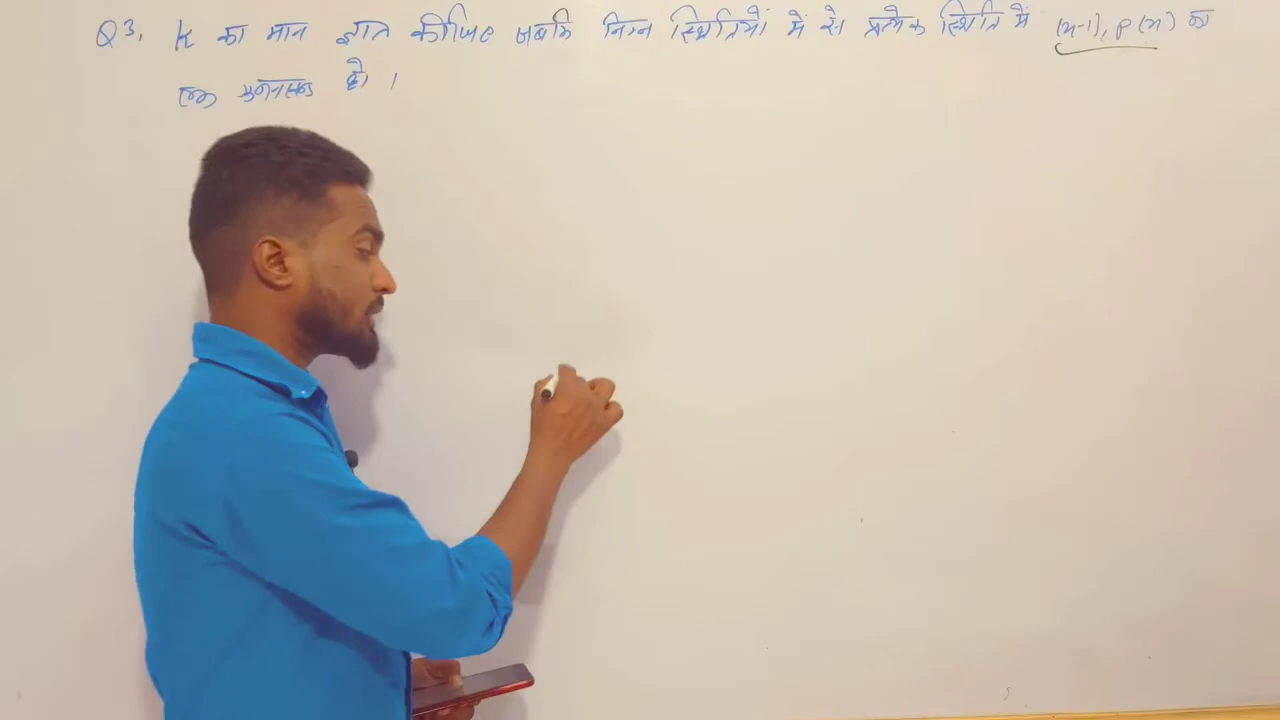 Q3. K का मान ज्ञात कीजिए जबकि निम्न स्थितियों में से प्रत्येक स्थिति में (x-1), p(x) का
एक गुणनखंड हो ।